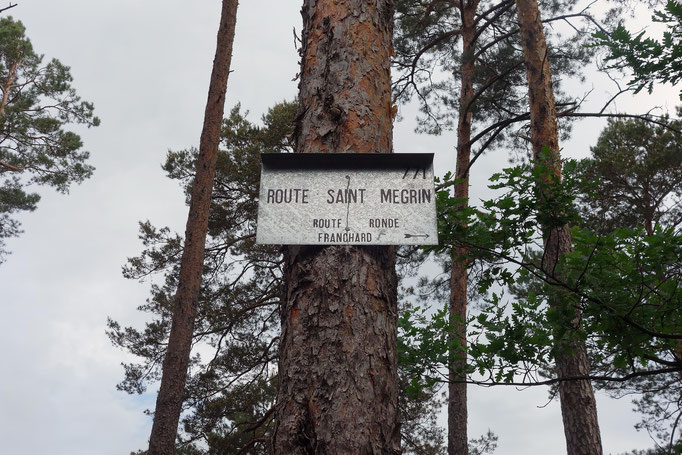 ROUTE SAINT MEGRIN
ROUTE RONDE
FRANCHARD